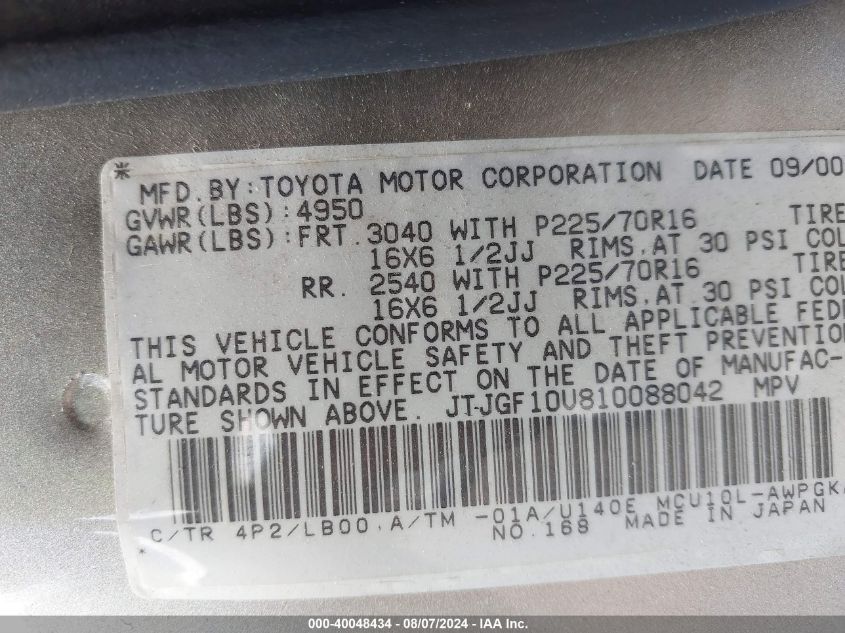 * MFD. BY: TOYOTA MOTOR CORPORATION DATE 09/00
GVWR(LBS):4950
GAWR(LBS):FRT. 3040 WITH P225/70R16 TIRE
16X6 1/2JJ RIMS,AT 30 PSI COL
RR. 2540 WITH P225/70R16 TIRE
16X6 1/2JJ RIMS,AT 30 PSI COL
THIS VEHICLE CONFORMS TO ALL APPLICABLE FEDE
AL MOTOR VEHICLE SAFETY AND THEFT PREVENTION
STANDARDS IN EFFECT ON THE DATE OF MANUFAC-
TURE SHOWN ABOVE. JTJGF10U810088042 MPV
C/TR 4P2/LB00,A/TM -01A/U140E MCU10L-AWPGKA
* NO.168 MADE IN JAPAN
000-40048434 - 08/07/2024 - IAA Inc.